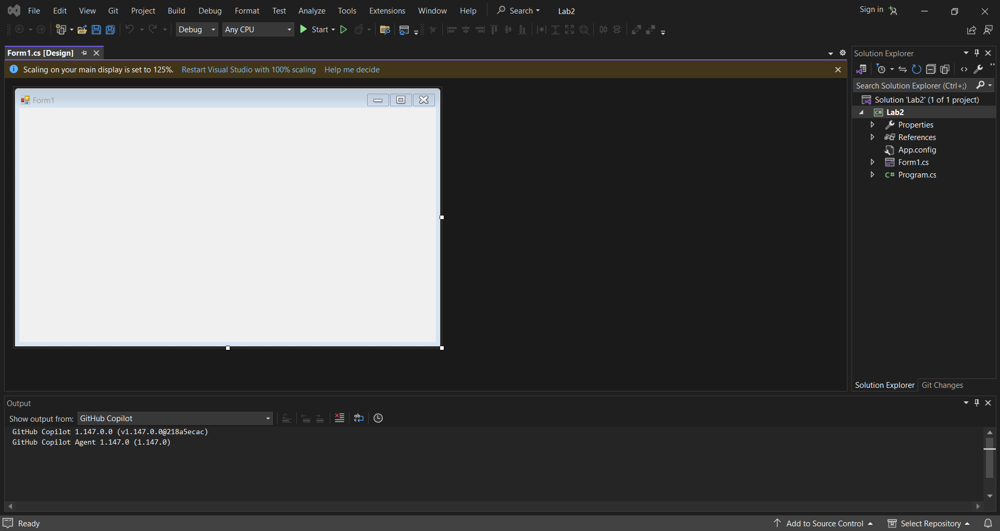 File Edit View Git Project Build Debug Format Test Analyze Tools Extensions Window Help Search Lab2 Sign in
Debug Any CPU Start
Form1.cs [Design]
Scaling on your main display is set to 125%. Restart Visual Studio with 100% scaling Help me decide
Form1
Solution Explorer
Search Solution Explorer (Ctrl+;)
Solution 'Lab2' (1 of 1 project)
C# Lab2
Properties
References
App.config
Form1.cs
C# Program.cs
Solution Explorer Git Changes
Output
Show output from: GitHub Copilot
GitHub Copilot 1.147.0.0 (v1.147.0.0@218a5ecac)
GitHub Copilot Agent 1.147.0 (1.147.0)
Ready Add to Source Control Select Repository